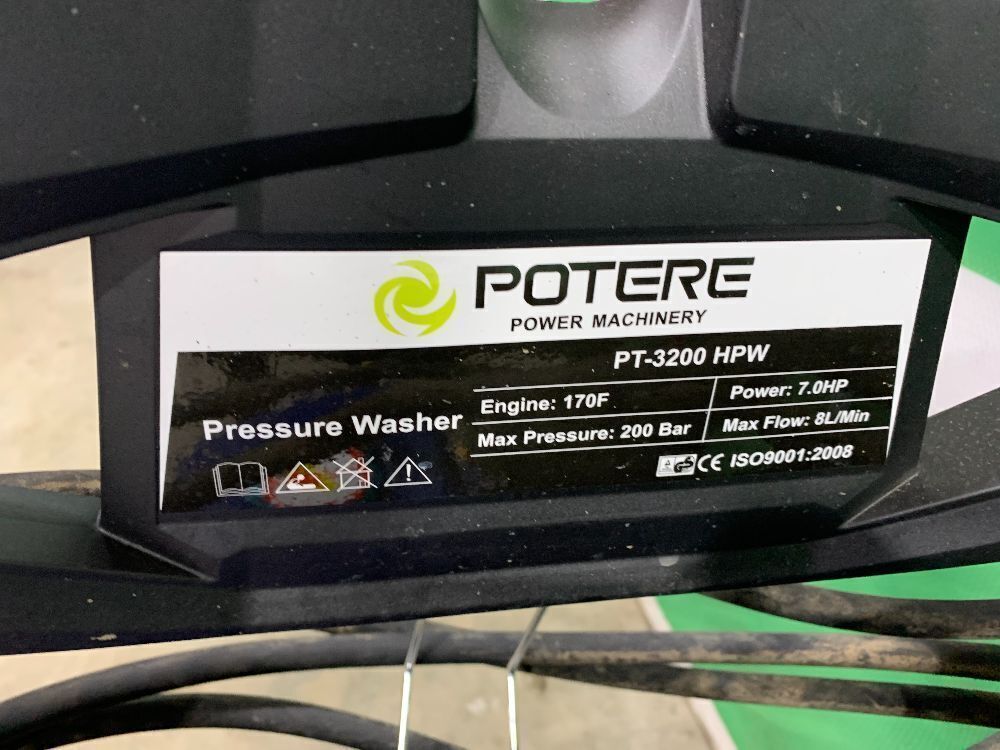 POTERE
POWER MACHINERY
PT-3200 HPW
Pressure Washer
Engine: 170F
Power: 7.0HP
Max Pressure: 200 Bar
Max Flow: 8L/Min
CE ISO9001:2008